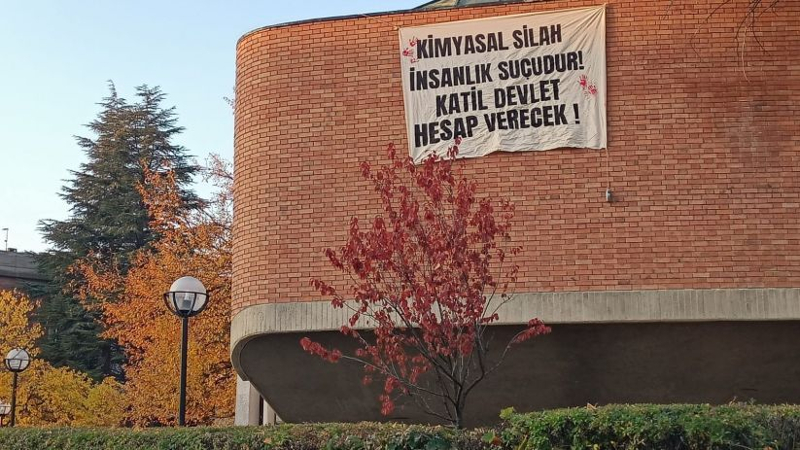 KİMYASAL SİLAH
İNSANLIK SUÇUDUR!
KATİL DEVLET
HESAP VERECEK !